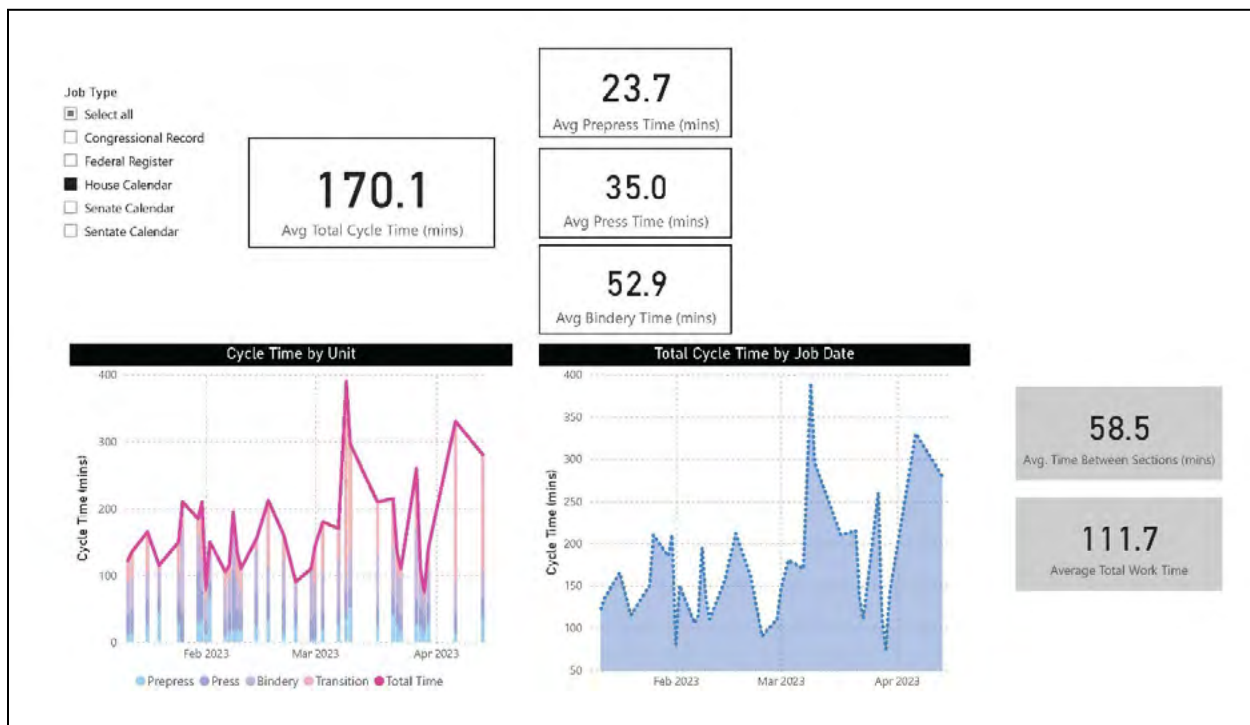 Job Type
Select all
Congressional Record
Federal Register
House Calendar
Senate Calendar
Sentate Calendar
170.1
Avg Total Cycle Time (mins)
23.7
Avg Prepress Time (mins)
35.0
Avg Press Time (mins)
52.9
Avg Bindery Time (mins)
Cycle Time by Unit
Cycle Time (mins)
400
300
200
100
0
Feb 2023
Mar 2023
Apr 2023
Prepress
Press
Bindery
Transition
Total Time
Total Cycle Time by Job Date
Cycle Time (mins)
400
350
300
250
200
150
100
50
Feb 2023
Mar 2023
Apr 2023
58.5
Avg. Time Between Sections (mins)
111.7
Average Total Work Time